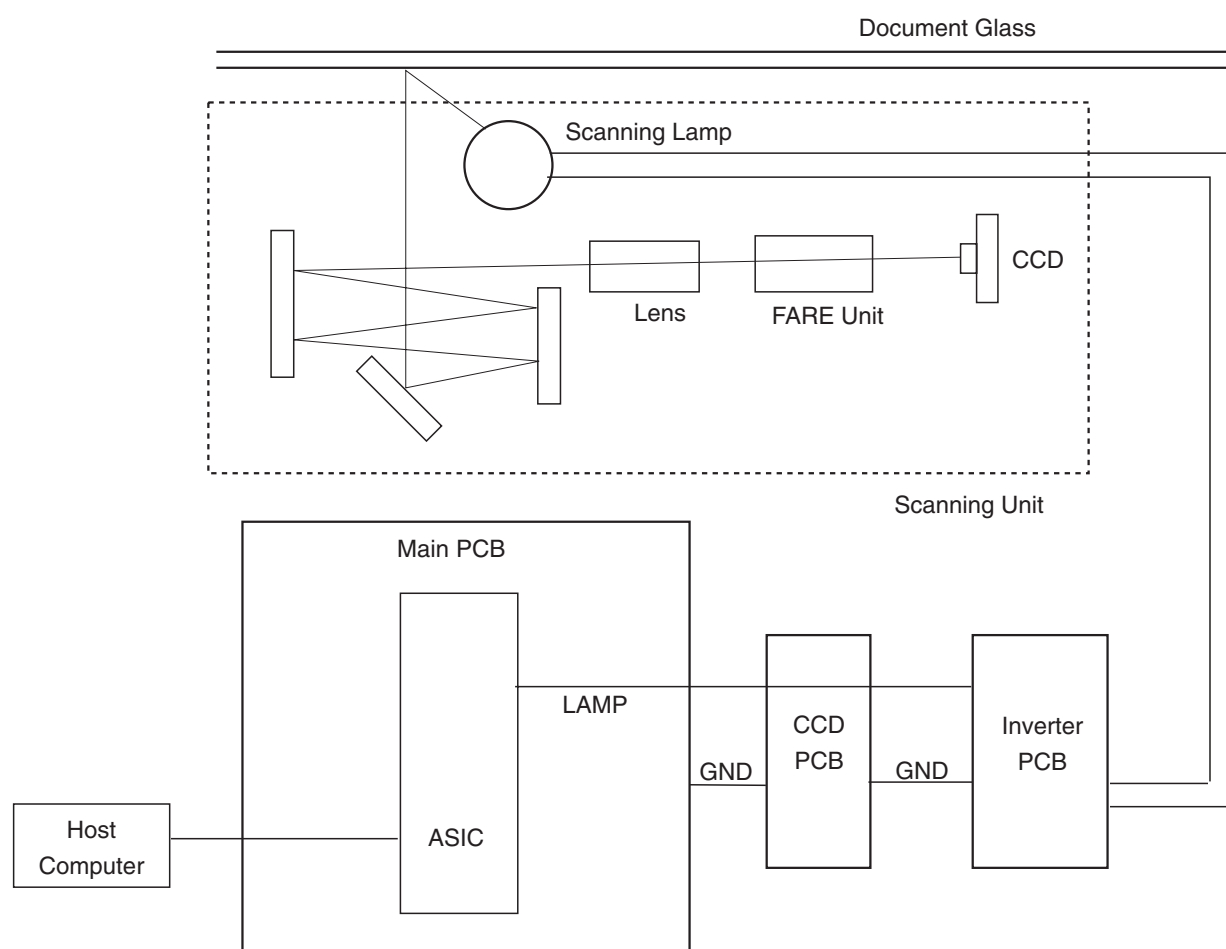 Document Glass
Scanning Lamp
CCD
Lens
FARE Unit
Scanning Unit
Main PCB
LAMP
CCD
PCB
Inverter
PCB
GND
GND
Host
Computer
ASIC